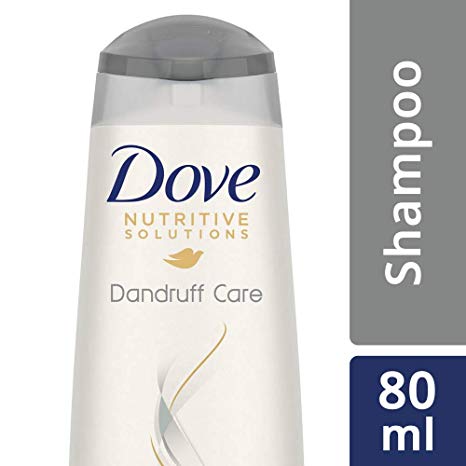 Dove
NUTRITIVE
SOLUTIONS
Dandruff Care
Shampoo
80
ml